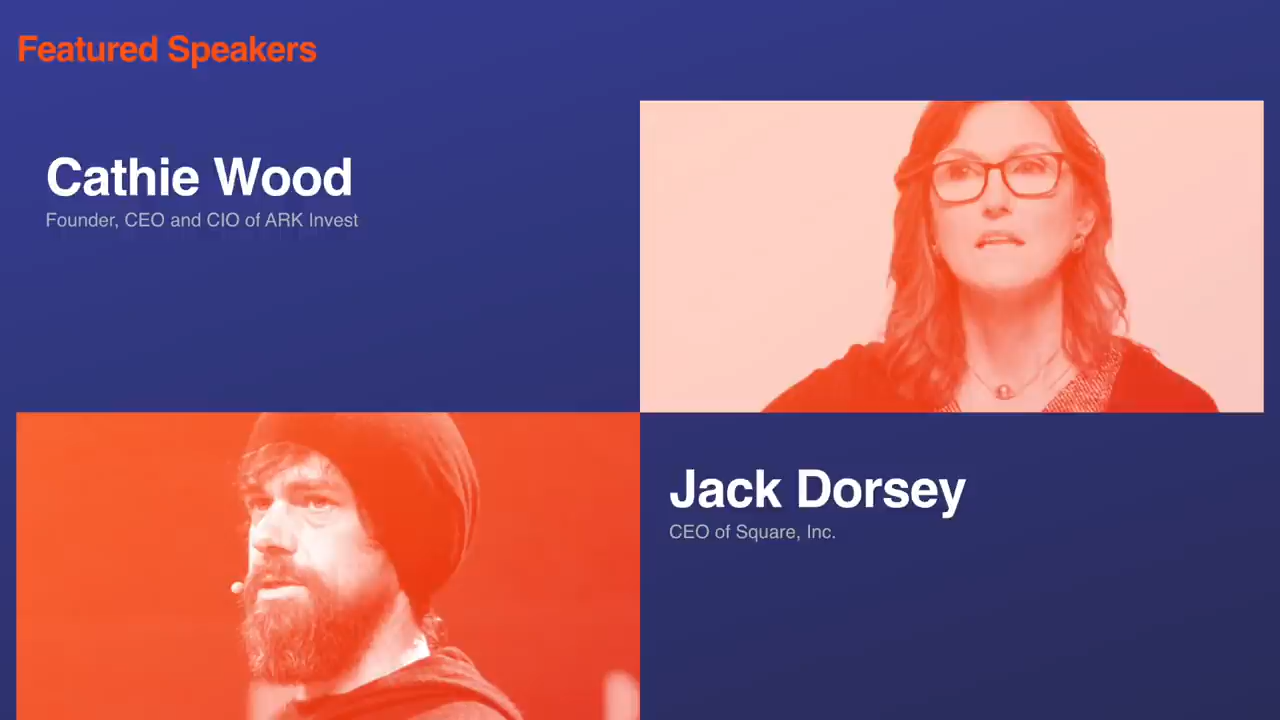 Featured Speakers
Cathie Wood
Founder, CEO and CIO of ARK Invest
Jack Dorsey
CEO of Square, Inc.